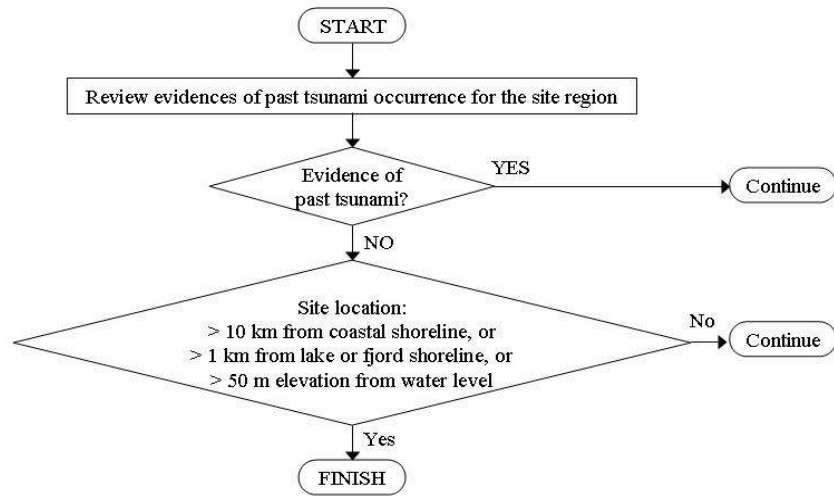 START
Review evidences of past tsunami occurrence for the site region
Evidence of
past tsunami?
YES
Continue
NO
Site location:
> 10 km from coastal shoreline, or
> 1 km from lake or fjord shoreline, or
> 50 m elevation from water level
No
Continue
Yes
FINISH